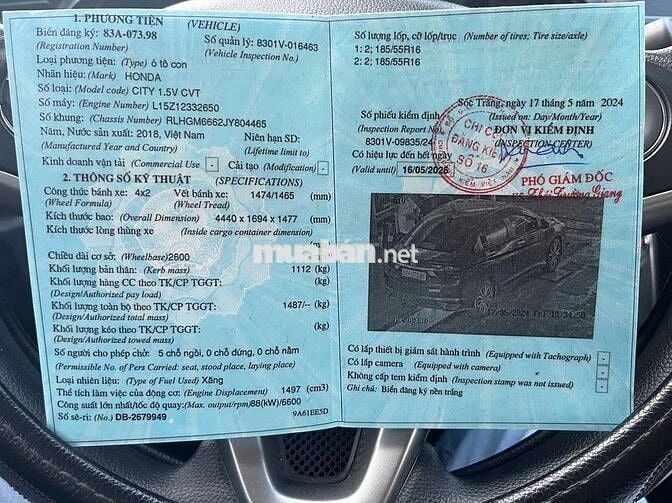 1. PHƯƠNG TIỆN (VEHICLE)
Biển đăng ký: 83A-073.98 Số quản lý: 8301V-016463
(Registration Number) (Vehicle Inspection No.)
Loại phương tiện: (Type) ô tô con
Nhãn hiệu: (Mark) HONDA
Số loại: (Model code) CITY 1.5V CVT
Số máy: (Engine Number) L15Z12332650
Số khung: (Chassis Number) RLHGM6662JY804465
Năm, Nước sản xuất: 2018, Việt Nam Niên hạn SD:
(Manufactured Year and Country) (Lifetime limit to)
Kinh doanh vận tải (Commercial Use) - Cải tạo (Modification) -
2. THÔNG SỐ KỸ THUẬT (SPECIFICATIONS)
Công thức bánh xe: 4x2 Vết bánh xe: 1474/1465 (mm)
(Wheel Formula) (Wheel Tread)
Kích thước bao: (Overall Dimension) 4440 x 1694 x 1477 (mm)
Kích thước lòng thùng xe (Inside cargo container dimension)
(mm)
Chiều dài cơ sở: (Wheelbase) 2600 (mm)
Khối lượng bản thân: (Kerb mass) 1112 (kg)
Khối lượng hàng CC theo TK/CP TGGT: (kg)
(Design/Authorized pay load)
Khối lượng toàn bộ theo TK/CP TGGT: 1487/-- (kg)
(Design/Authorized total mass)
Khối lượng kéo theo TK/CP TGGT: (kg)
(Design/Authorized towed mass)
Số người cho phép chở: 5 chỗ ngồi, 0 chỗ đứng, 0 chỗ nằm
(Permissible No. of Pers Carried: seat, stood place, laying place)
Loại nhiên liệu: (Type of Fuel Used) Xăng
Thể tích làm việc của động cơ: (Engine Displacement) 1497 (cm3)
Công suất lớn nhất/tốc độ quay: (Max. output/rpm) 88(kW)/6600
Số sê-ri: (No.) DB-2679949 9A61EE5D
Số lượng lốp, cỡ lốp/trục (Number of tires; Tire size/axle)
1: 2; 185/55R16
2: 2; 185/55R16
Sóc Trăng, ngày 17 tháng 5 năm 2024
Số phiếu kiểm định (Issued on: Day/Month/Year)
(Inspection Report No) ĐƠN VỊ KIỂM ĐỊNH
8301V-09835/24 (INSPECTION CENTER)
Có hiệu lực đến hết ngày
(Valid until) 16/05/2026
CHI CỤC
ĐĂNG KIỂM
SỐ 16
PHÓ GIÁM ĐỐC
Thái Trường Giang
muaban.net
17/05/2024 Fri 10:34:50
Có lắp thiết bị giám sát hành trình (Equipped with Tachograph) -
Có lắp camera (Equipped with camera) -
Không cấp tem kiểm định (Inspection stamp was not issued) -
Ghi chú: Biển đăng ký nền trắng